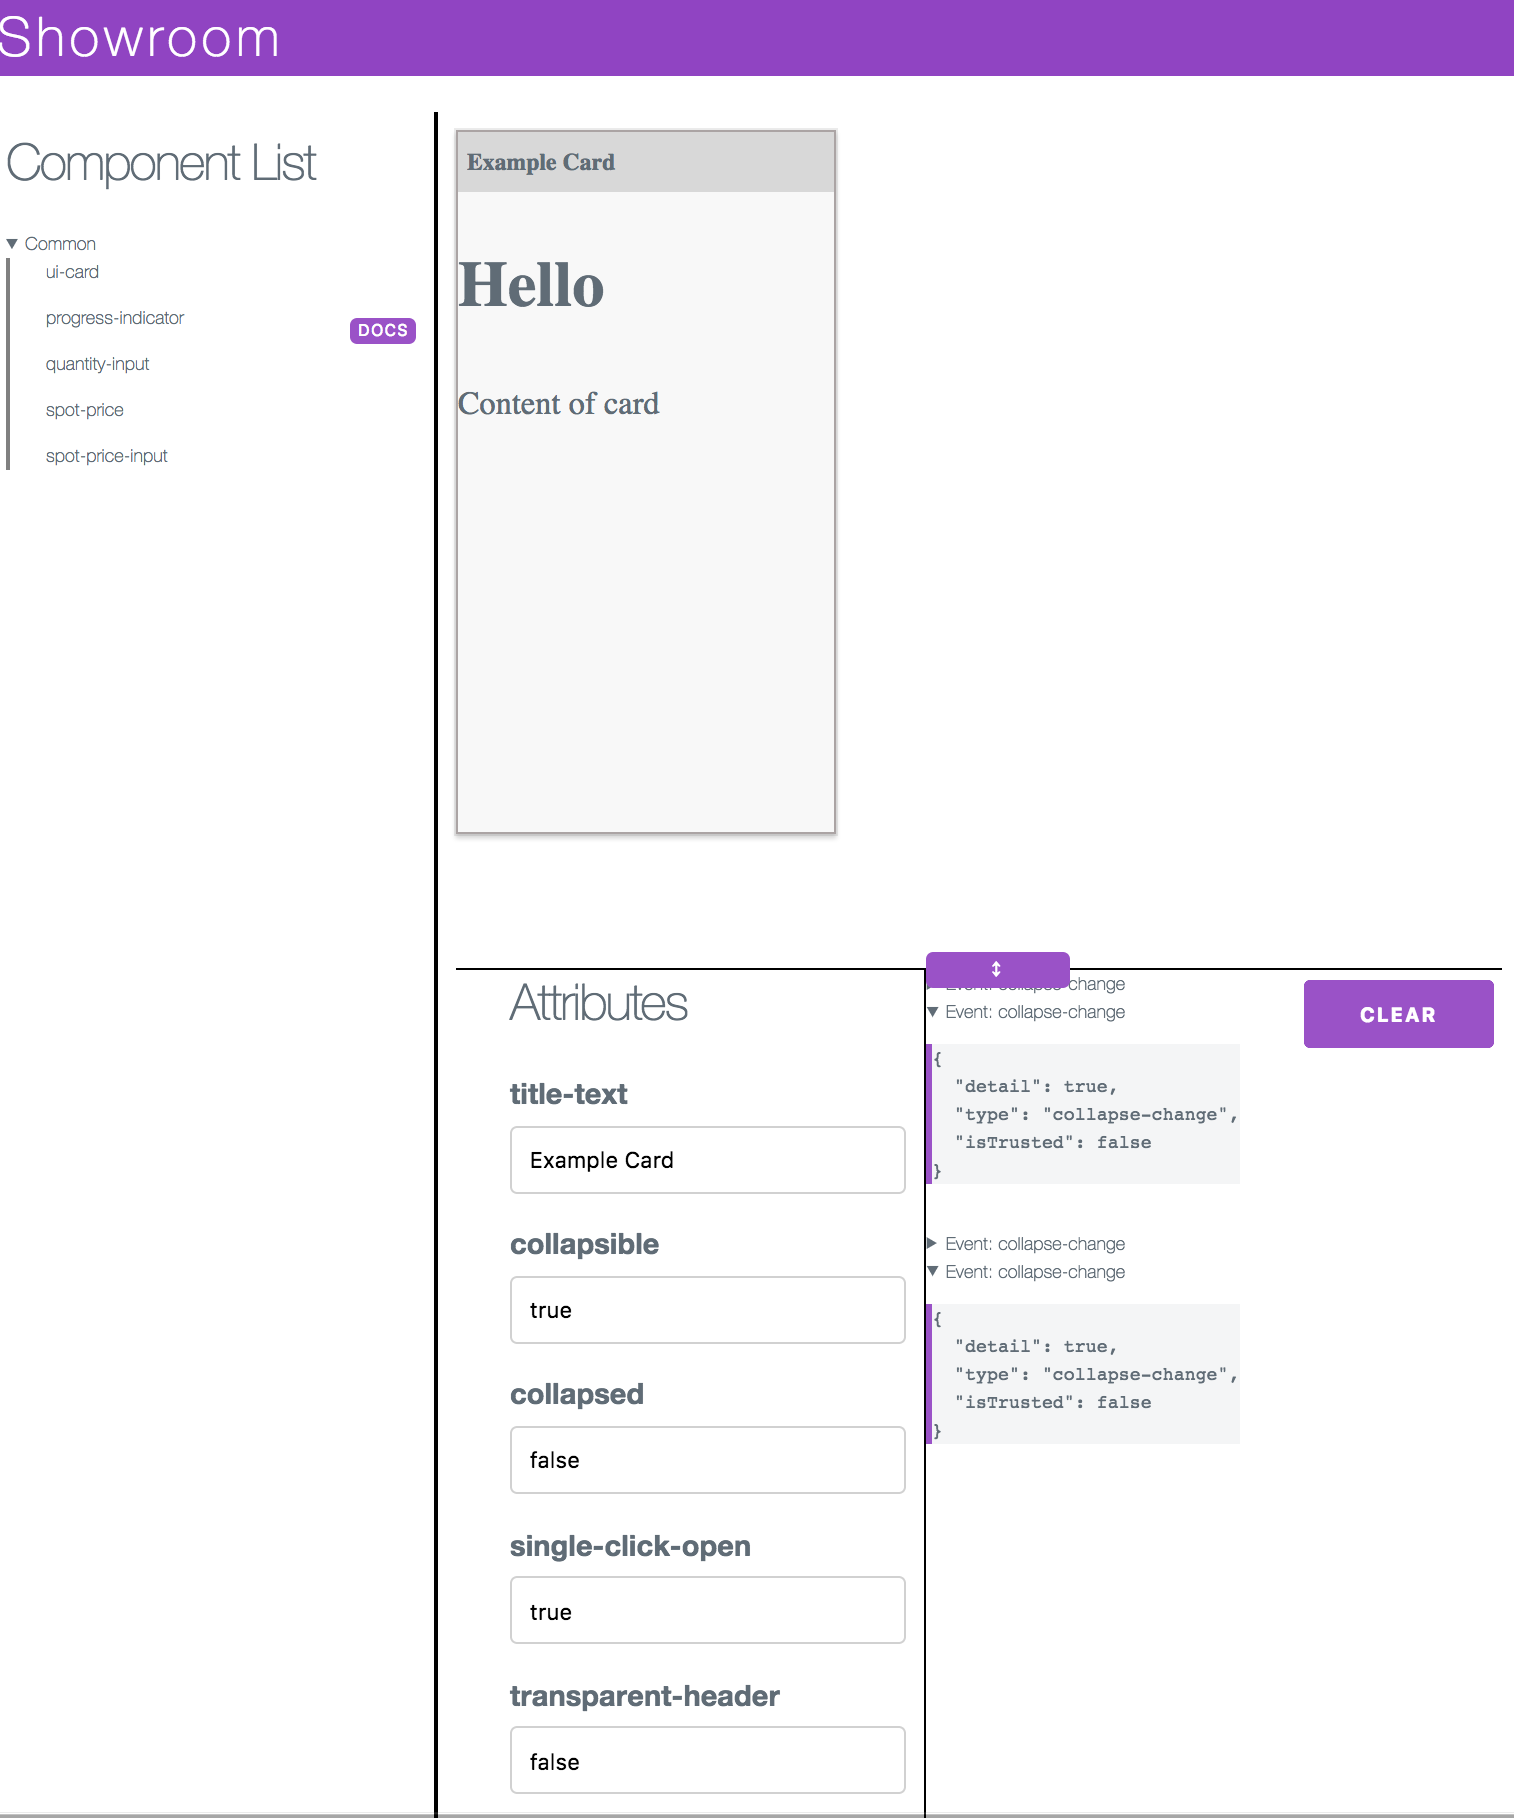 Showroom
Component List
▼ Common
ui-card
progress-indicator
DOCS
quantity-input
spot-price
spot-price-input
Example Card
Hello
Content of card
Attributes
title-text
Example Card
collapsible
true
collapsed
false
single-click-open
true
transparent-header
false
Event: collapse-change
▼ Event: collapse-change
{
"detail": true,
"type": "collapse-change",
"isTrusted": false
}
▶ Event: collapse-change
▼ Event: collapse-change
{
"detail": true,
"type": "collapse-change",
"isTrusted": false
}
CLEAR